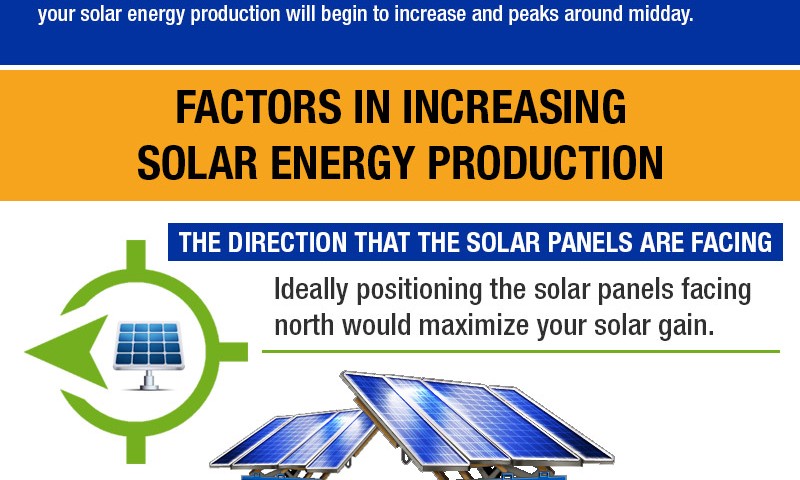 your solar energy production will begin to increase and peaks around midday.
FACTORS IN INCREASING
SOLAR ENERGY PRODUCTION
THE DIRECTION THAT THE SOLAR PANELS ARE FACING
Ideally positioning the solar panels facing
north would maximize your solar gain.